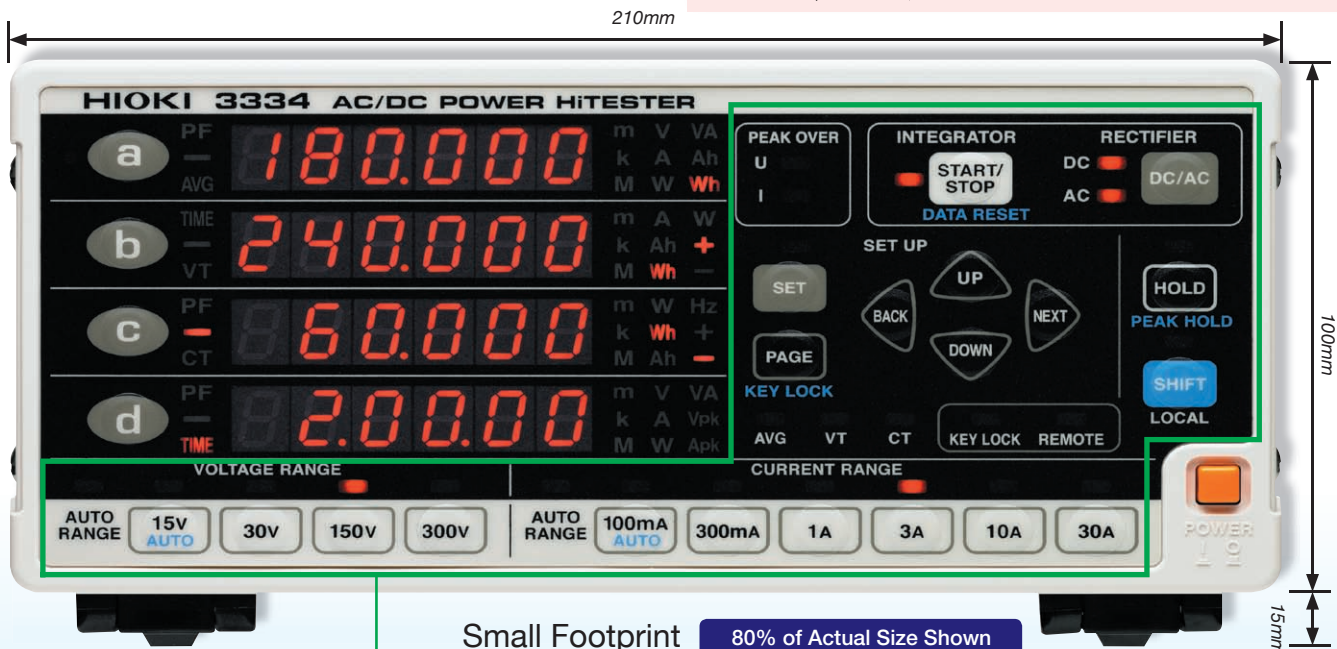 210mm
HIOKI 3334 AC/DC POWER HiTESTER
a PF — AVG 180.000 m V VA k A Ah M W Wh
b TIME — VT 240.000 m A W k Ah + M Wh —
c PF — CT 60.000 m W Hz k Wh + M Ah —
d PF — TIME 2.00.00 m V VA k A Vpk M W Apk
PEAK OVER
U
I
INTEGRATOR
START/
STOP
DATA RESET
RECTIFIER
DC
AC
DC/AC
SET UP
SET
PAGE
KEY LOCK
UP
BACK
NEXT
DOWN
HOLD
PEAK HOLD
SHIFT
LOCAL
AVG VT CT KEY LOCK REMOTE
VOLTAGE RANGE
CURRENT RANGE
AUTO
RANGE
15V
AUTO
30V
150V
300V
AUTO
RANGE
100mA
AUTO
300mA
1A
3A
10A
30A
POWER
100mm
15mm
Small Footprint
80% of Actual Size Shown